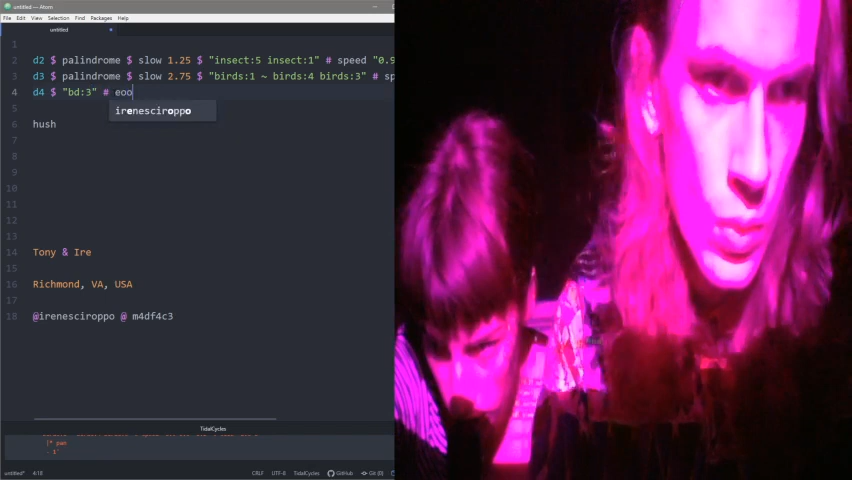 untitled — Atom
File Edit View Selection Find Packages Help
untitled
1
2 d2 $ palindrome $ slow 1.25 $ "insect:5 insect:1" # speed "0.9
3 d3 $ palindrome $ slow 2.75 $ "birds:1 ~ birds:4 birds:3" # sp
4 d4 $ "bd:3" # eoo
irenesciroppo
5
6 hush
7
8
9
10
11
12
13
14 Tony & Ire
15
16 Richmond, VA, USA
17
18 @irenesciroppo @ m4df4c3
TidalCycles
|* pan
- 1'
untitled* 4:18 CRLF UTF-8 TidalCycles GitHub Git (0)